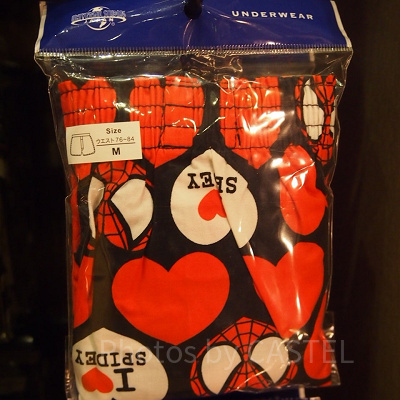 UNDERWEAR
Size
ウエスト76~84
M
SPIDEY
I
SPIDEY
Photos by CASTEL